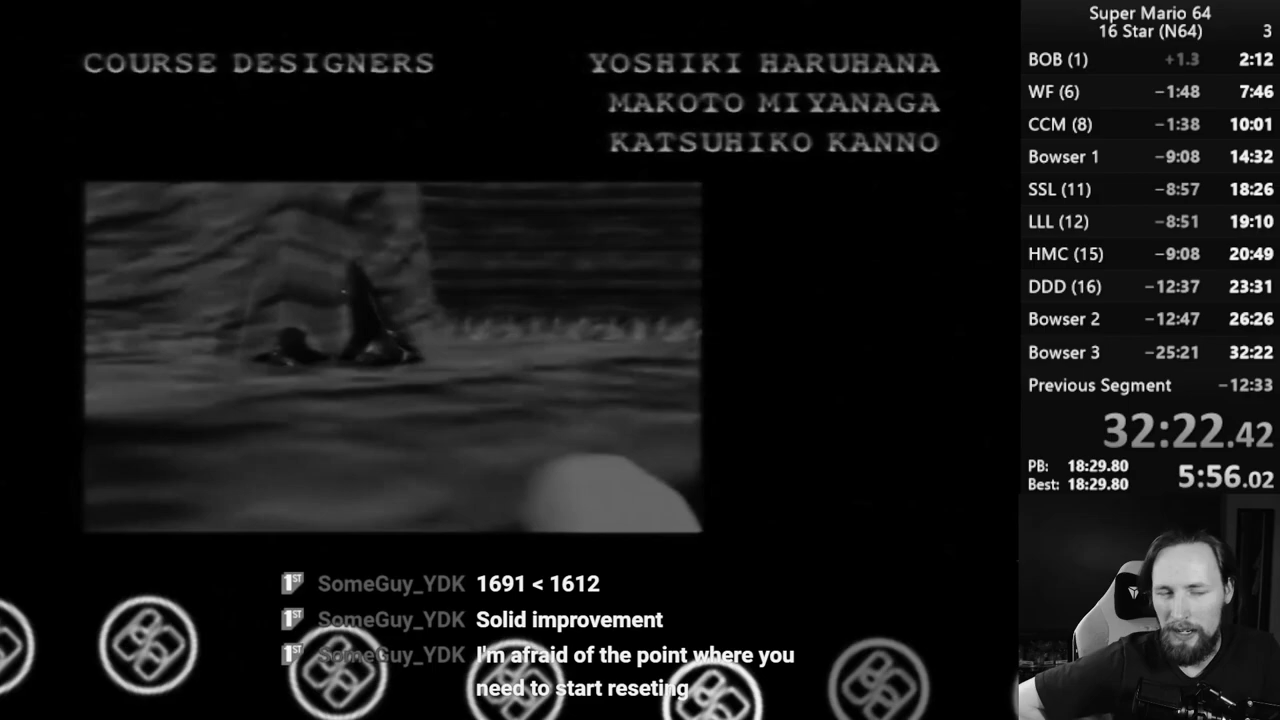 COURSE DESIGNERS
YOSHIKI HARUHANA
MAKOTO MIYANAGA
KATSUHIKO KANNO
Super Mario 64
16 Star (N64) 3
BOB (1) +1.3 2:12
WF (6) −1:48 7:46
CCM (8) −1:38 10:01
Bowser 1 −9:08 14:32
SSL (11) −8:57 18:26
LLL (12) −8:51 19:10
HMC (15) −9:08 20:49
DDD (16) −12:37 23:31
Bowser 2 −12:47 26:26
Bowser 3 −25:21 32:22
Previous Segment −12:33
32:22.42
PB: 18:29.80
Best: 18:29.80
5:56.02
1ST SomeGuy_YDK 1691 < 1612
1ST SomeGuy_YDK Solid improvement
1ST SomeGuy_YDK I'm afraid of the point where you
need to start reseting